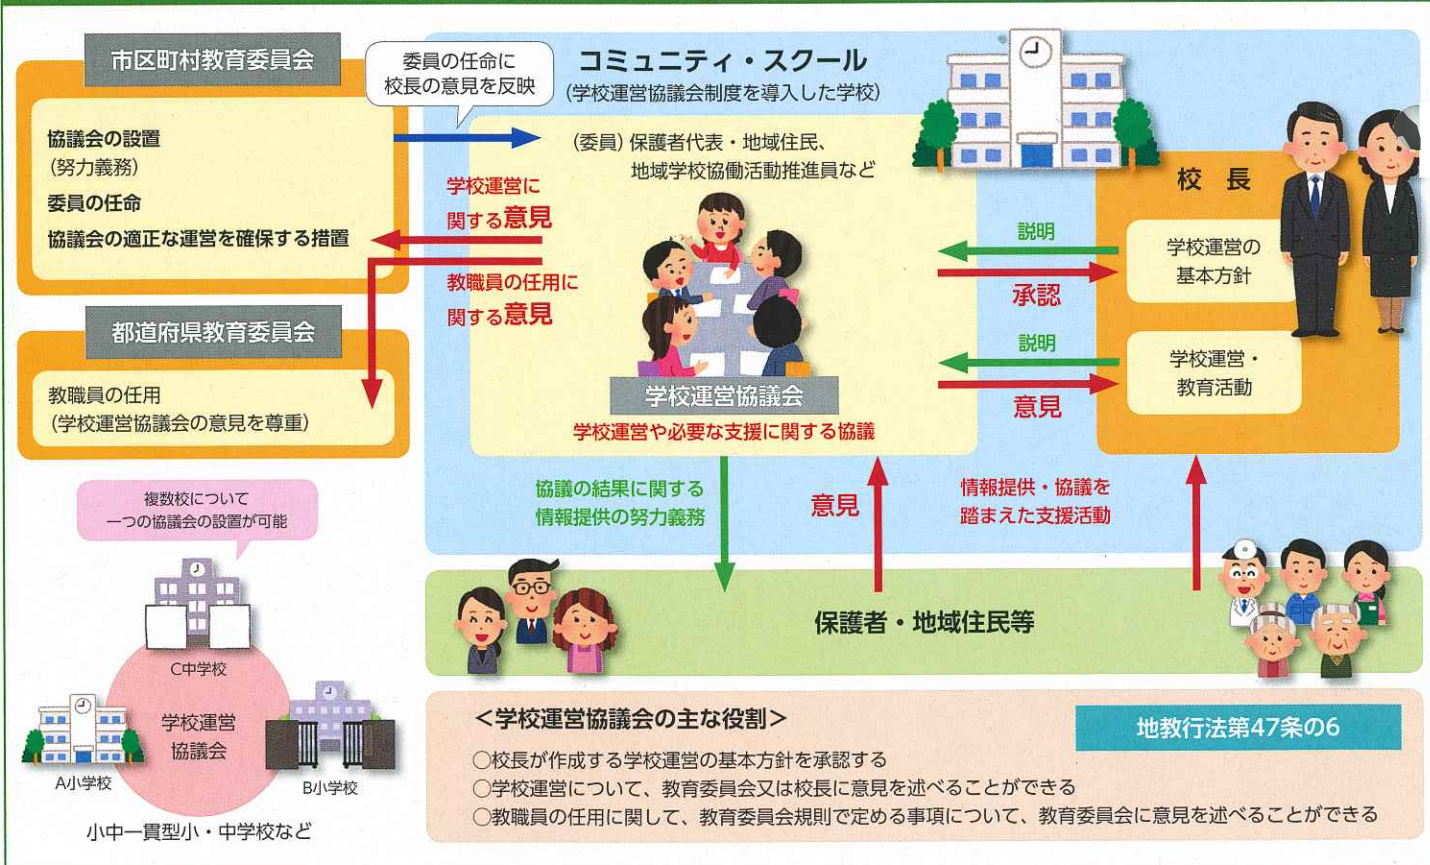 市区町村教育委員会
協議会の設置
(努力義務)
委員の任命
協議会の適正な運営を確保する措置
委員の任命に
校長の意見を反映
コミュニティ・スクール
(学校運営協議会制度を導入した学校)
(委員) 保護者代表・地域住民、
地域学校協働活動推進員など
学校運営に
関する意見
教職員の任用に
関する意見
都道府県教育委員会
教職員の任用
(学校運営協議会の意見を尊重)
学校運営協議会
学校運営や必要な支援に関する協議
校 長
説明
承認
学校運営の
基本方針
説明
意見
学校運営・
教育活動
協議の結果に関する
情報提供の努力義務
意見
情報提供・協議を
踏まえた支援活動
保護者・地域住民等
複数校について
一つの協議会の設置が可能
C中学校
学校運営
協議会
A小学校
B小学校
小中一貫型小・中学校など
<学校運営協議会の主な役割>
地教行法第47条の6
○校長が作成する学校運営の基本方針を承認する
○学校運営について、教育委員会又は校長に意見を述べることができる
○教職員の任用に関して、教育委員会規則で定める事項について、教育委員会に意見を述べることができる